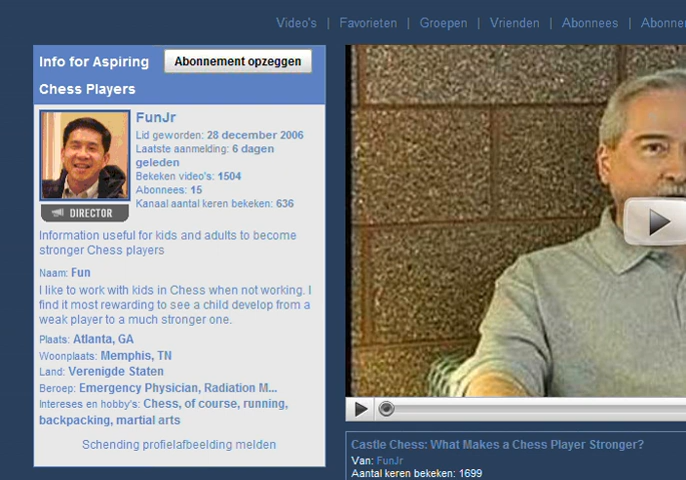 Video's | Favorieten | Groepen | Vrienden | Abonnees |
Info for Aspiring
Chess Players
Abonnement opzeggen
FunJr
Lid geworden: 28 december 2006
Laatste aanmelding: 6 dagen
geleden
Bekeken video's: 1504
Abonnees: 15
Kanaal aantal keren bekeken: 636
DIRECTOR
Information useful for kids and adults to become
stronger Chess players
Naam: Fun
I like to work with kids in Chess when not working. I
find it most rewarding to see a child develop from a
weak player to a much stronger one.
Plaats: Atlanta, GA
Woonplaats: Memphis, TN
Land: Verenigde Staten
Beroep: Emergency Physician, Radiation M...
Intereses en hobby's: Chess, of course, running,
backpacking, martial arts
Schending profielafbeelding melden
Castle Chess: What Makes a Chess Player Stronger?
Van: FunJr
Aantal keren bekeken: 1699